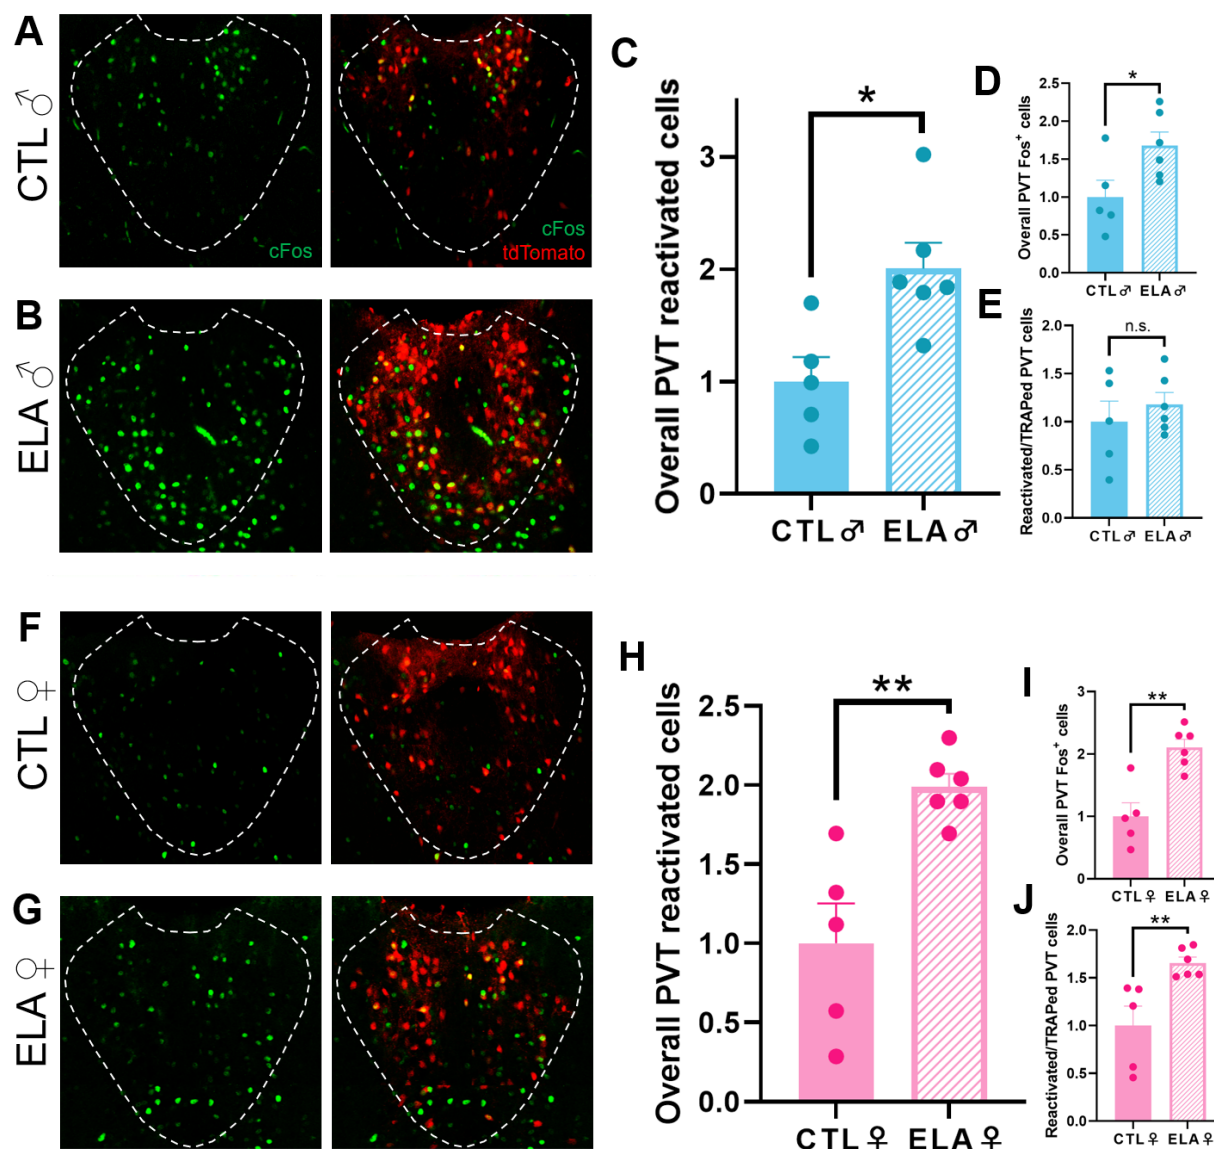 A
CTL ♂
cFos
cFos
tdTomato
B
ELA ♂
C
Overall PVT reactivated cells
3
2
1
0
*
CTL♂ ELA♂
D
Overall PVT Fos⁺ cells
2.5
2.0
1.5
1.0
0.5
0.0
*
CTL♂ ELA♂
E
Reactivated/TRAPed PVT cells
2.0
1.5
1.0
0.5
0.0
n.s.
CTL♂ ELA♂
F
CTL ♀
G
ELA ♀
H
Overall PVT reactivated cells
2.5
2.0
1.5
1.0
0.5
0.0
**
CTL♀ ELA♀
I
Overall PVT Fos⁺ cells
3
2
1
0
**
CTL♀ ELA♀
J
Reactivated/TRAPed PVT cells
2.0
1.5
1.0
0.5
0.0
**
CTL♀ ELA♀